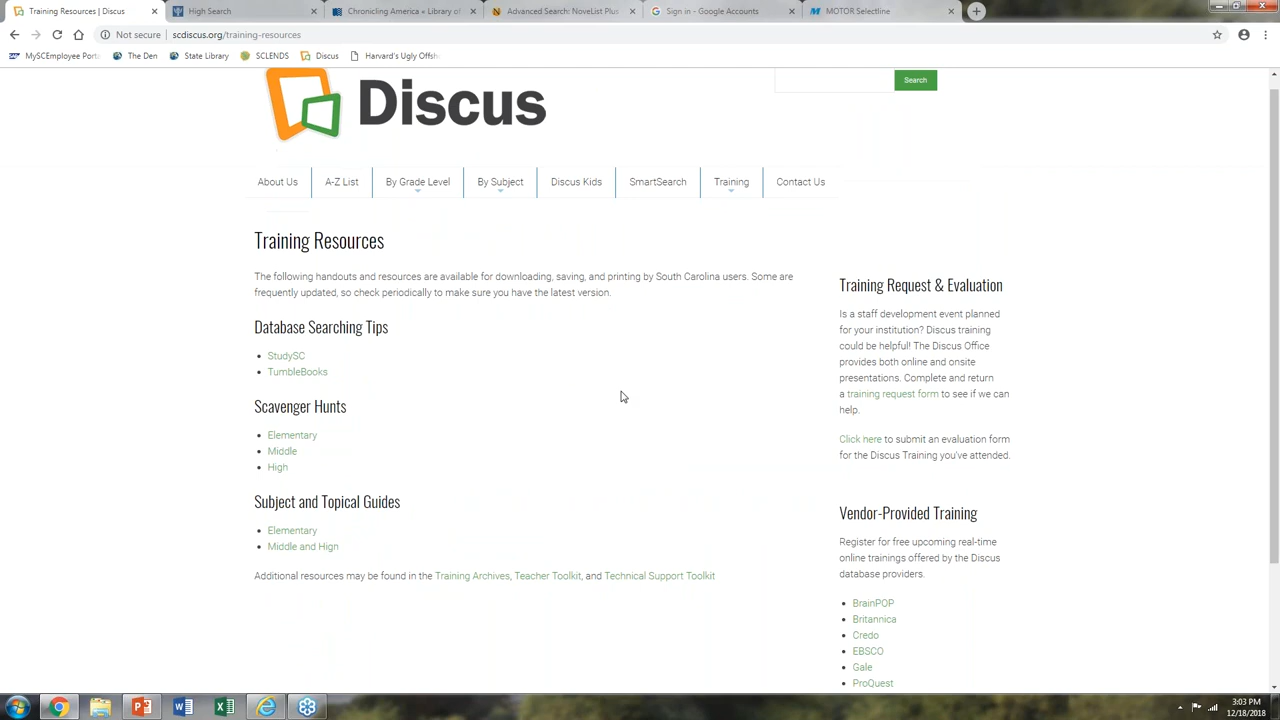 Training Resources | Discus
High Search
Chronicling America « Library of
Advanced Search: NoveList Plus
Sign in - Google Accounts
MOTOR Selectline
Not secure | scdiscus.org/training-resources
MySCEmployee Porta
The Den
State Library
SCLENDS
Discus
Harvard's Ugly Offsh
Discus
Search
About Us
A-Z List
By Grade Level
By Subject
Discus Kids
SmartSearch
Training
Contact Us
Training Resources
The following handouts and resources are available for downloading, saving, and printing by South Carolina users. Some are
frequently updated, so check periodically to make sure you have the latest version.
Database Searching Tips
StudySC
TumbleBooks
Scavenger Hunts
Elementary
Middle
High
Subject and Topical Guides
Elementary
Middle and High
Additional resources may be found in the Training Archives, Teacher Toolkit, and Technical Support Toolkit
Training Request & Evaluation
Is a staff development event planned
for your institution? Discus training
could be helpful! The Discus Office
provides both online and onsite
presentations. Complete and return
a training request form to see if we can
help.
Click here to submit an evaluation form
for the Discus Training you've attended.
Vendor-Provided Training
Register for free upcoming real-time
online trainings offered by the Discus
database providers.
BrainPOP
Britannica
Credo
EBSCO
Gale
ProQuest
3:03 PM
12/18/2018